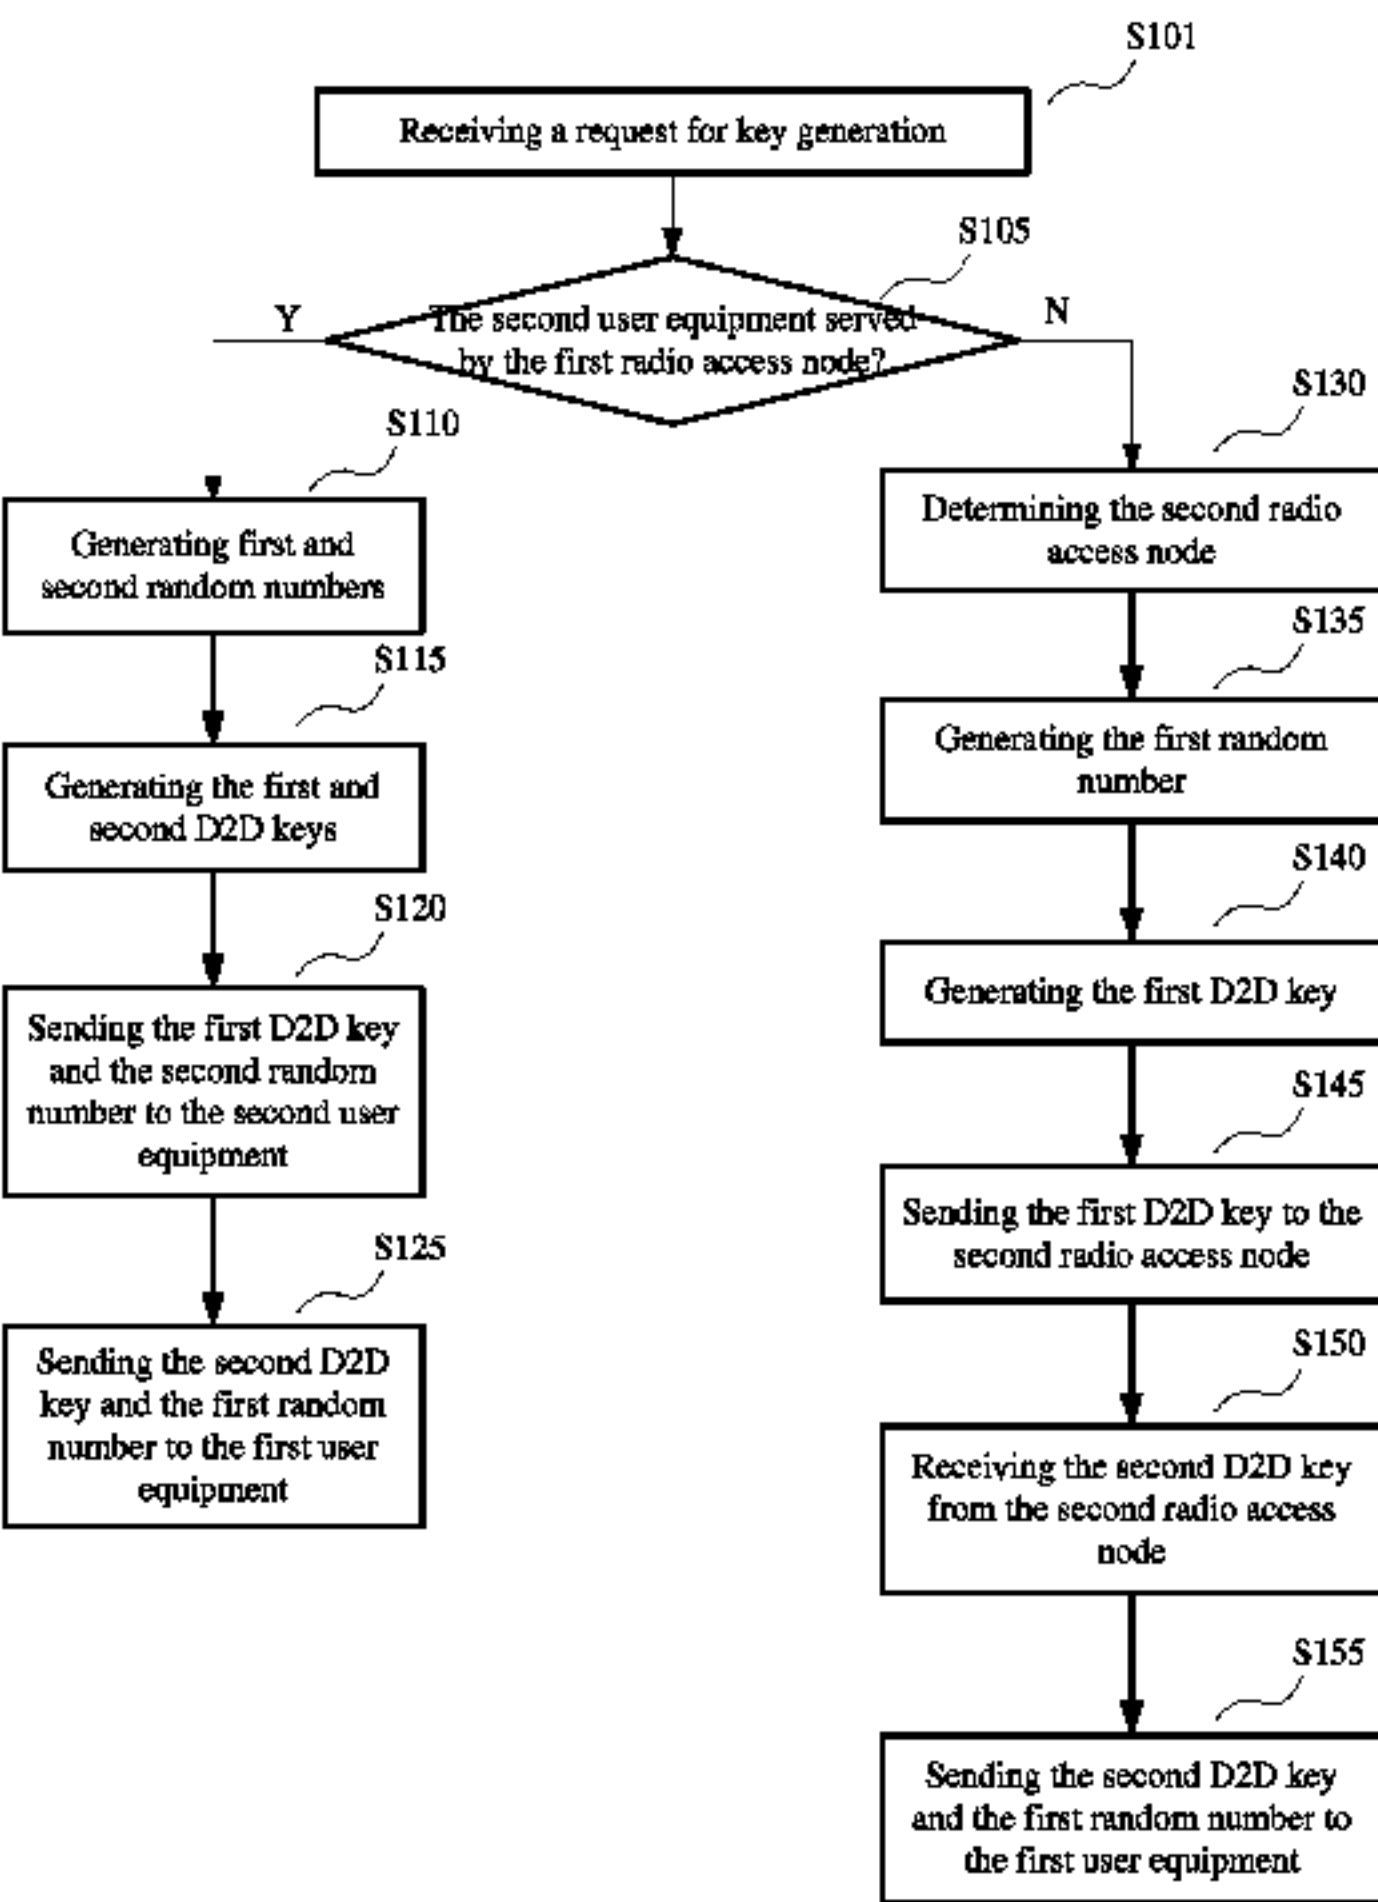 S101
Receiving a request for key generation
S105
Y
The second user equipment served
by the first radio access node?
N
S110
Generating first and
second random numbers
S115
Generating the first and
second D2D keys
S120
Sending the first D2D key
and the second random
number to the second user
equipment
S125
Sending the second D2D
key and the first random
number to the first user
equipment
S130
Determining the second radio
access node
S135
Generating the first random
number
S140
Generating the first D2D key
S145
Sending the first D2D key to the
second radio access node
S150
Receiving the second D2D key
from the second radio access
node
S155
Sending the second D2D key
and the first random number to
the first user equipment